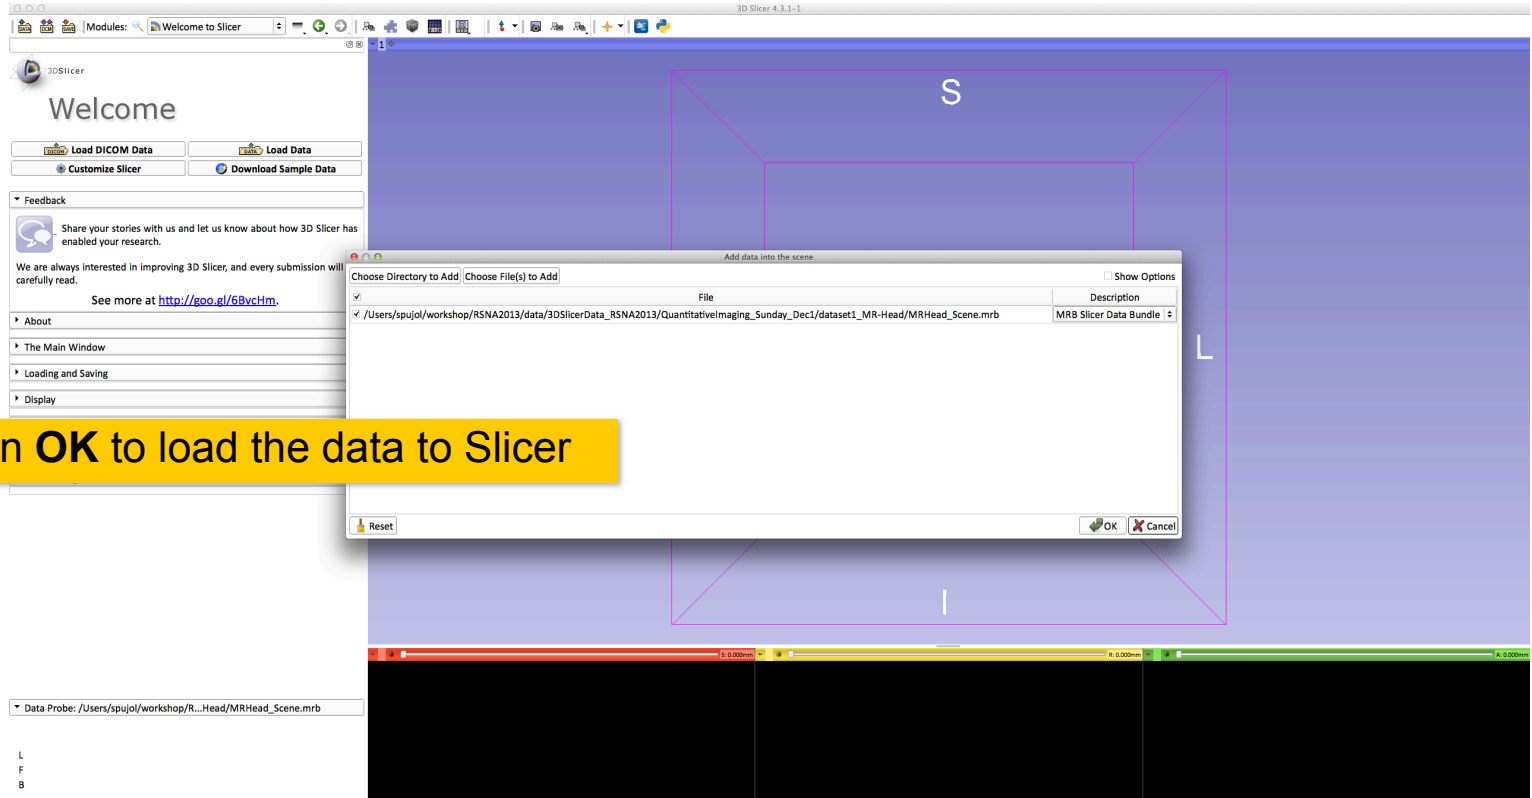 3D Slicer 4.3.1-1
DATA DCM SAVE Modules: Welcome to Slicer
1
3DSlicer
Welcome
DICOM Load DICOM Data DATA Load Data
Customize Slicer Download Sample Data
Feedback
Share your stories with us and let us know about how 3D Slicer has
enabled your research.
We are always interested in improving 3D Slicer, and every submission will
carefully read.
See more at http://goo.gl/6BvcHm.
About
The Main Window
Loading and Saving
Display
S
L
I
Add data into the scene
Choose Directory to Add Choose File(s) to Add Show Options
File Description
/Users/spujol/workshop/RSNA2013/data/3DSlicerData_RSNA2013/QuantitativeImaging_Sunday_Dec1/dataset1_MR-Head/MRHead_Scene.mrb MRB Slicer Data Bundle
n OK to load the data to Slicer
Reset OK Cancel
S: 0.000mm R: 0.000mm A: 0.000mm
Data Probe: /Users/spujol/workshop/R...Head/MRHead_Scene.mrb
L
F
B